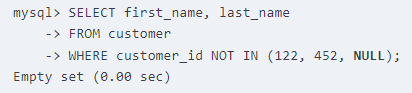 mysql> SELECT first_name, last_name
    -> FROM customer
    -> WHERE customer_id NOT IN (122, 452, NULL);
Empty set (0.00 sec)